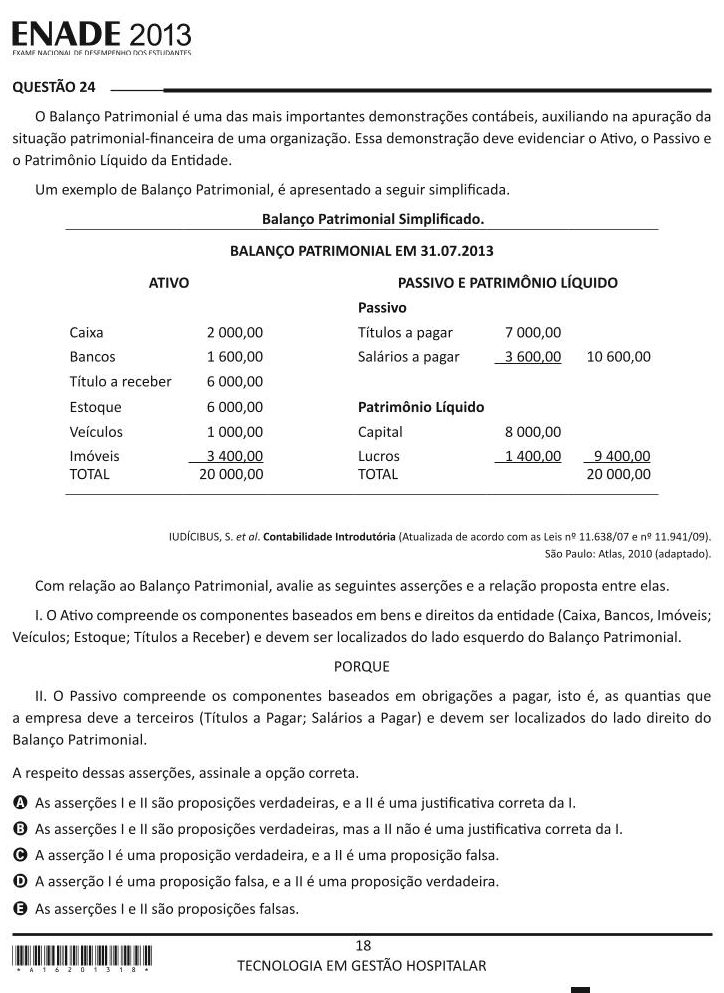 ENADE 2013
EXAME NACIONAL DE DESEMPENHO DOS ESTUDANTES
QUESTÃO 24
O Balanço Patrimonial é uma das mais importantes demonstrações contábeis, auxiliando na apuração da
situação patrimonial-financeira de uma organização. Essa demonstração deve evidenciar o Ativo, o Passivo e
o Patrimônio Líquido da Entidade.
Um exemplo de Balanço Patrimonial, é apresentado a seguir simplificada.
Balanço Patrimonial Simplificado.
BALANÇO PATRIMONIAL EM 31.07.2013
ATIVO PASSIVO E PATRIMÔNIO LÍQUIDO
Passivo
Caixa 2 000,00 Títulos a pagar 7 000,00
Bancos 1 600,00 Salários a pagar 3 600,00 10 600,00
Título a receber 6 000,00
Estoque 6 000,00 Patrimônio Líquido
Veículos 1 000,00 Capital 8 000,00
Imóveis 3 400,00 Lucros 1 400,00 9 400,00
TOTAL 20 000,00 TOTAL 20 000,00
IUDÍCIBUS, S. et al. Contabilidade Introdutória (Atualizada de acordo com as Leis nº 11.638/07 e nº 11.941/09).
São Paulo: Atlas, 2010 (adaptado).
Com relação ao Balanço Patrimonial, avalie as seguintes asserções e a relação proposta entre elas.
I. O Ativo compreende os componentes baseados em bens e direitos da entidade (Caixa, Bancos, Imóveis;
Veículos; Estoque; Títulos a Receber) e devem ser localizados do lado esquerdo do Balanço Patrimonial.
PORQUE
II. O Passivo compreende os componentes baseados em obrigações a pagar, isto é, as quantias que
a empresa deve a terceiros (Títulos a Pagar; Salários a Pagar) e devem ser localizados do lado direito do
Balanço Patrimonial.
A respeito dessas asserções, assinale a opção correta.
A As asserções I e II são proposições verdadeiras, e a II é uma justificativa correta da I.
B As asserções I e II são proposições verdadeiras, mas a II não é uma justificativa correta da I.
C A asserção I é uma proposição verdadeira, e a II é uma proposição falsa.
D A asserção I é uma proposição falsa, e a II é uma proposição verdadeira.
E As asserções I e II são proposições falsas.
18
*A16201318*
TECNOLOGIA EM GESTÃO HOSPITALAR